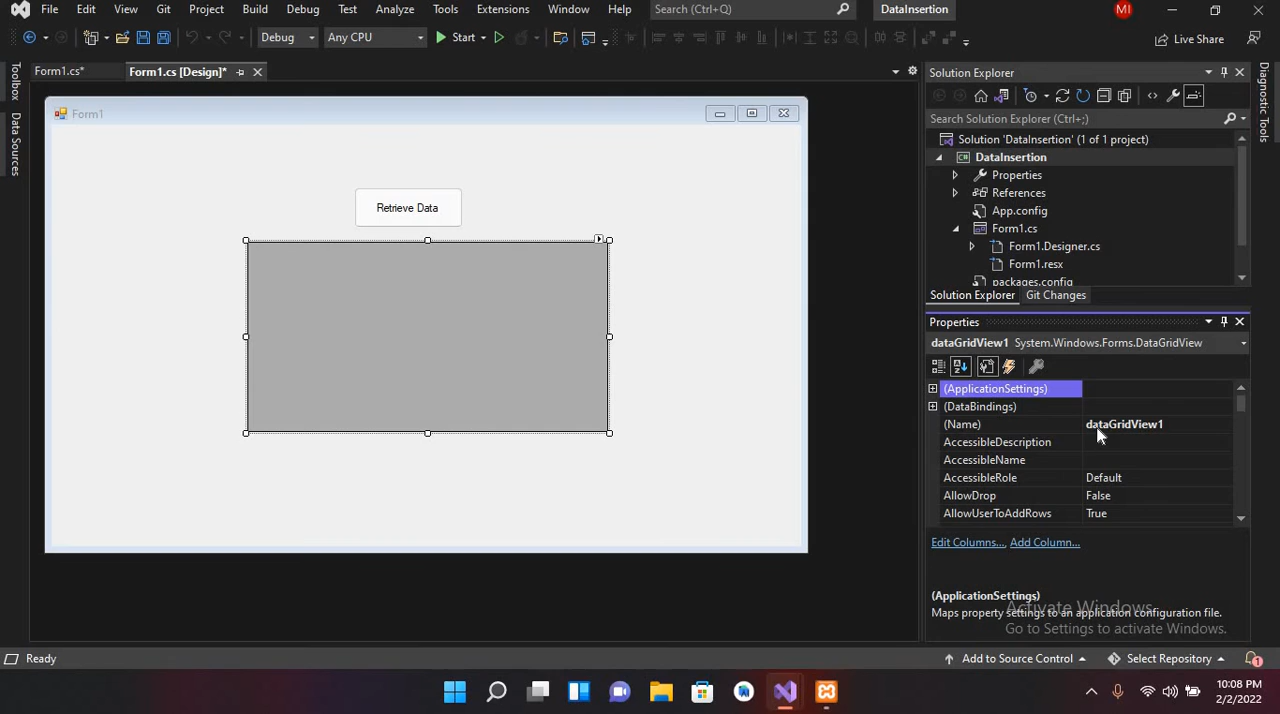 File Edit View Git Project Build Debug Test Analyze Tools Extensions Window Help Search (Ctrl+Q) DataInsertion MI
Debug Any CPU Start Live Share
Toolbox
Data Sources
Form1.cs*
Form1.cs [Design]*
Form1
Retrieve Data
Solution Explorer
Search Solution Explorer (Ctrl+;)
Solution 'DataInsertion' (1 of 1 project)
C# DataInsertion
Properties
References
App.config
Form1.cs
Form1.Designer.cs
Form1.resx
packages.config
Solution Explorer Git Changes
Diagnostic Tools
Properties
dataGridView1 System.Windows.Forms.DataGridView
(ApplicationSettings)
(DataBindings)
(Name) dataGridView1
AccessibleDescription
AccessibleName
AccessibleRole Default
AllowDrop False
AllowUserToAddRows True
Edit Columns..., Add Column...
(ApplicationSettings)
Maps property settings to an application configuration file.
Activate Windows
Go to Settings to activate Windows.
Ready
Add to Source Control Select Repository 1
10:08 PM
2/2/2022